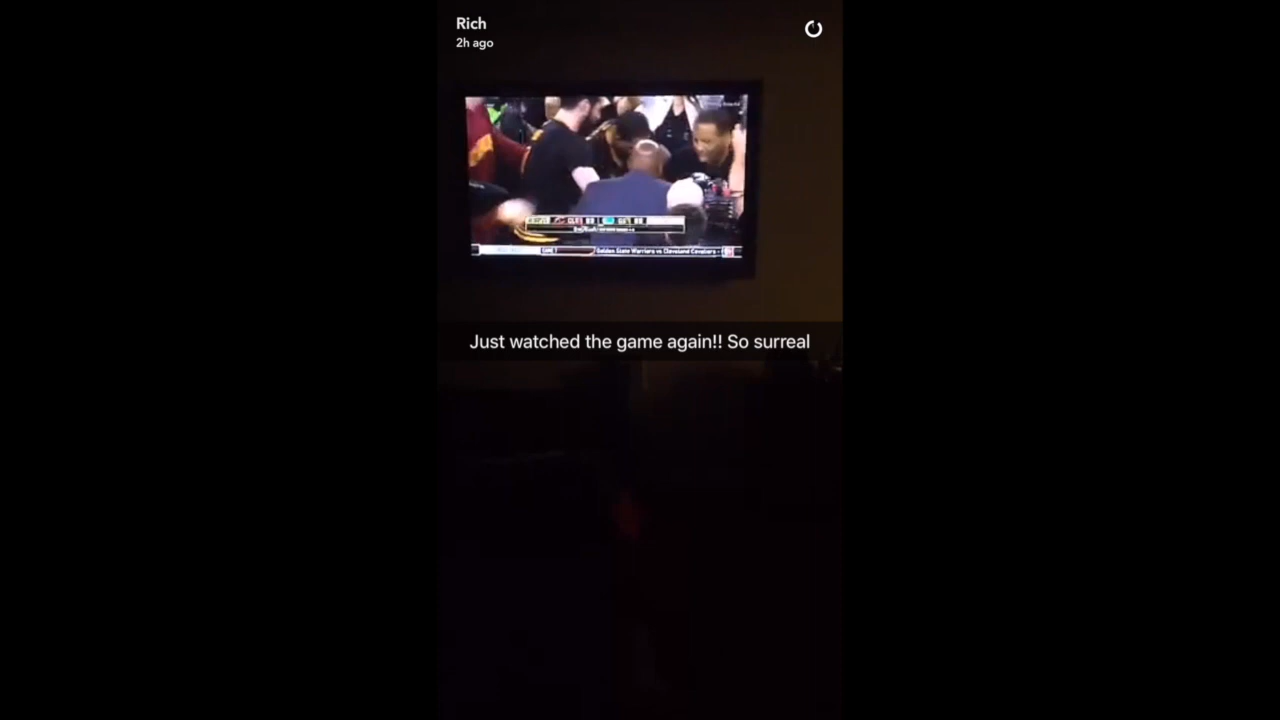 Rich
2h ago
Just watched the game again!! So surreal
Golden State Warriors vs Cleveland Cavaliers